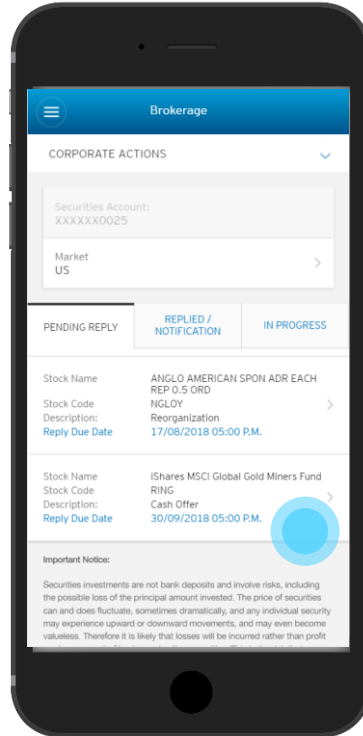 Brokerage
CORPORATE ACTIONS
Securities Account:
XXXXXX0025
Market
US
PENDING REPLY
REPLIED /
NOTIFICATION
IN PROGRESS
Stock Name ANGLO AMERICAN SPON ADR EACH
REP 0.5 ORD
Stock Code NGLOY
Description: Reorganization
Reply Due Date 17/08/2018 05:00 P.M.
Stock Name iShares MSCI Global Gold Miners Fund
Stock Code RING
Description: Cash Offer
Reply Due Date 30/09/2018 05:00 P.M.
Important Notice:
Securities investments are not bank deposits and involve risks, including
the possible loss of the principal amount invested. The price of securities
can and does fluctuate, sometimes dramatically, and any individual security
may experience upward or downward movements, and may even become
valueless. Therefore it is likely that losses will be incurred rather than profit